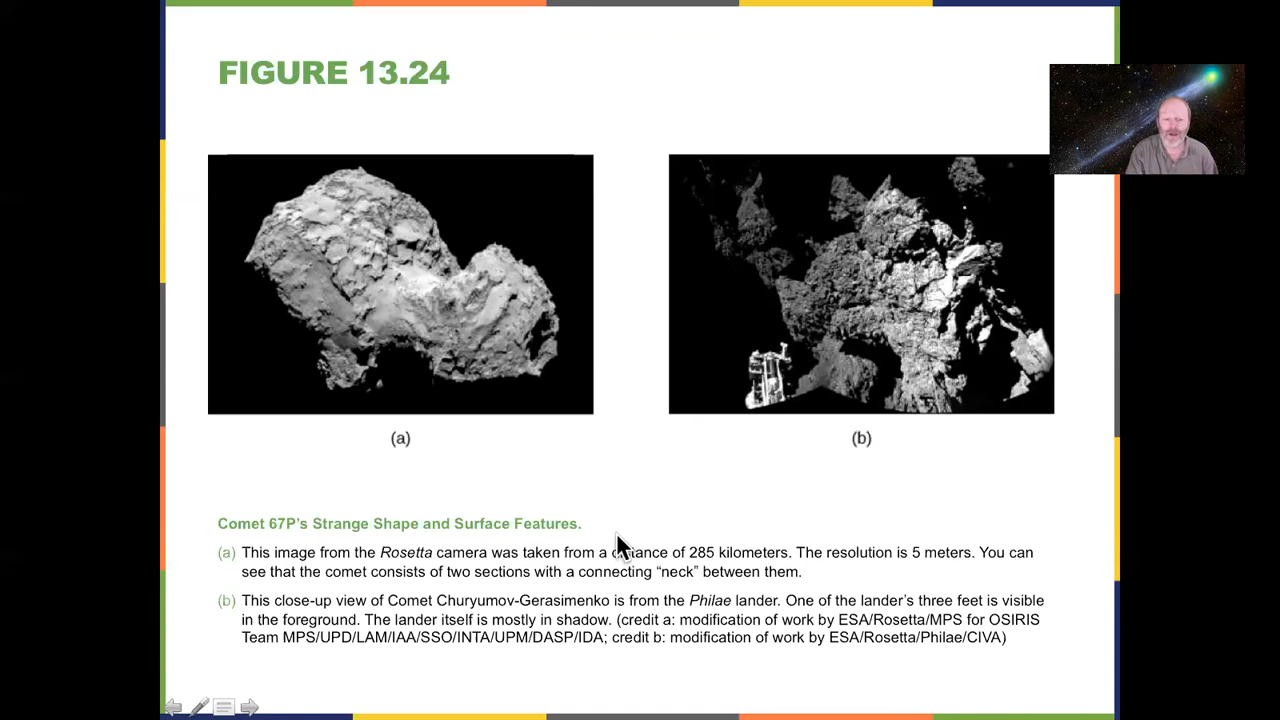 FIGURE 13.24
(a)
(b)
Comet 67P’s Strange Shape and Surface Features.
(a) This image from the Rosetta camera was taken from a distance of 285 kilometers. The resolution is 5 meters. You can
see that the comet consists of two sections with a connecting “neck” between them.
(b) This close-up view of Comet Churyumov-Gerasimenko is from the Philae lander. One of the lander’s three feet is visible
in the foreground. The lander itself is mostly in shadow. (credit a: modification of work by ESA/Rosetta/MPS for OSIRIS
Team MPS/UPD/LAM/IAA/SSO/INTA/UPM/DASP/IDA; credit b: modification of work by ESA/Rosetta/Philae/CIVA)